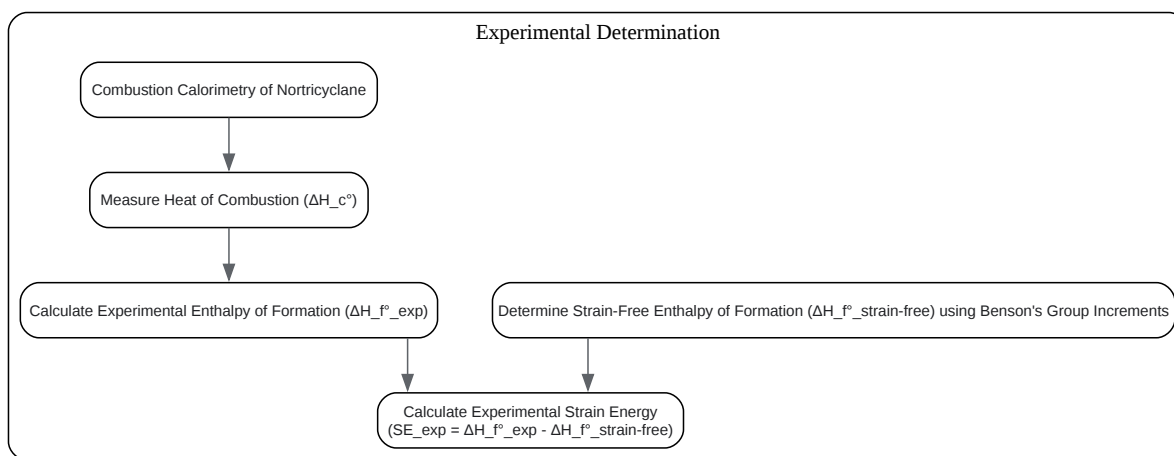 Experimental Determination
Combustion Calorimetry of Nortricyclane
Measure Heat of Combustion (ΔH_c°)
Calculate Experimental Enthalpy of Formation (ΔH_f°_exp)
Determine Strain-Free Enthalpy of Formation (ΔH_f°_strain-free) using Benson's Group Increments
Calculate Experimental Strain Energy
(SE_exp = ΔH_f°_exp - ΔH_f°_strain-free)